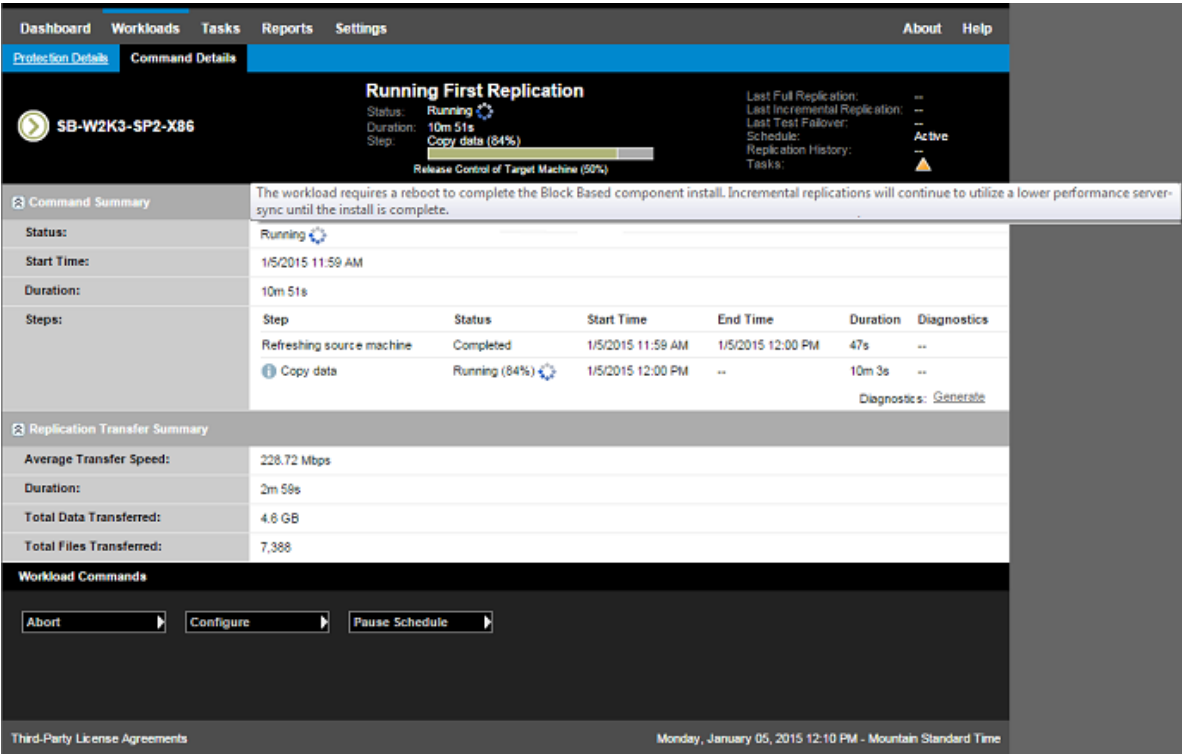 Dashboard Workloads Tasks Reports Settings About Help
Protection Details Command Details
SB-W2K3-SP2-X86
Running First Replication
Status: Running
Duration: 10m 51s
Step: Copy data (84%)
Release Control of Target Machine (50%)
Last Full Replication: --
Last Incremental Replication: --
Last Test Failover: --
Schedule: Active
Replication History: --
Tasks:
The workload requires a reboot to complete the Block Based component install. Incremental replications will continue to utilize a lower performance server-
sync until the install is complete.
Command Summary
Status: Running
Start Time: 1/5/2015 11:59 AM
Duration: 10m 51s
Steps: Step Status Start Time End Time Duration Diagnostics
Refreshing source machine Completed 1/5/2015 11:59 AM 1/5/2015 12:00 PM 47s --
Copy data Running (84%) 1/5/2015 12:00 PM -- 10m 3s --
Diagnostics: Generate
Replication Transfer Summary
Average Transfer Speed: 228.72 Mbps
Duration: 2m 59s
Total Data Transferred: 4.6 GB
Total Files Transferred: 7,388
Workload Commands
Abort Configure Pause Schedule
Third-Party License Agreements Monday, January 05, 2015 12:10 PM - Mountain Standard Time